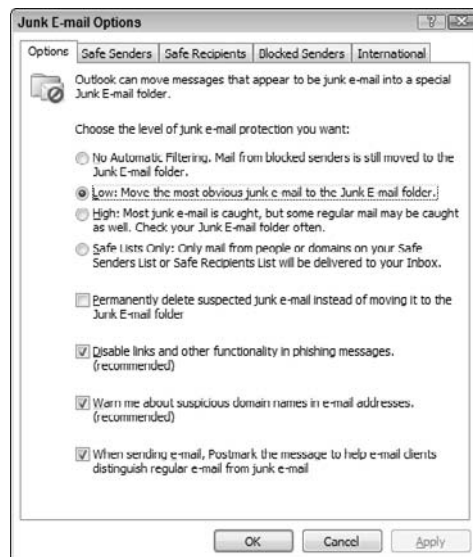 Junk E-mail Options
Options Safe Senders Safe Recipients Blocked Senders International
Outlook can move messages that appear to be junk e-mail into a special
Junk E-mail folder.
Choose the level of junk e-mail protection you want:
No Automatic Filtering. Mail from blocked senders is still moved to the
Junk E-mail folder.
Low: Move the most obvious junk e-mail to the Junk E-mail folder.
High: Most junk e-mail is caught, but some regular mail may be caught
as well. Check your Junk E-mail folder often.
Safe Lists Only: Only mail from people or domains on your Safe
Senders List or Safe Recipients List will be delivered to your Inbox.
Permanently delete suspected junk e-mail instead of moving it to the
Junk E-mail folder
Disable links and other functionality in phishing messages.
(recommended)
Warn me about suspicious domain names in e-mail addresses.
(recommended)
When sending e-mail, Postmark the message to help e-mail clients
distinguish regular e-mail from junk e-mail
OK Cancel Apply